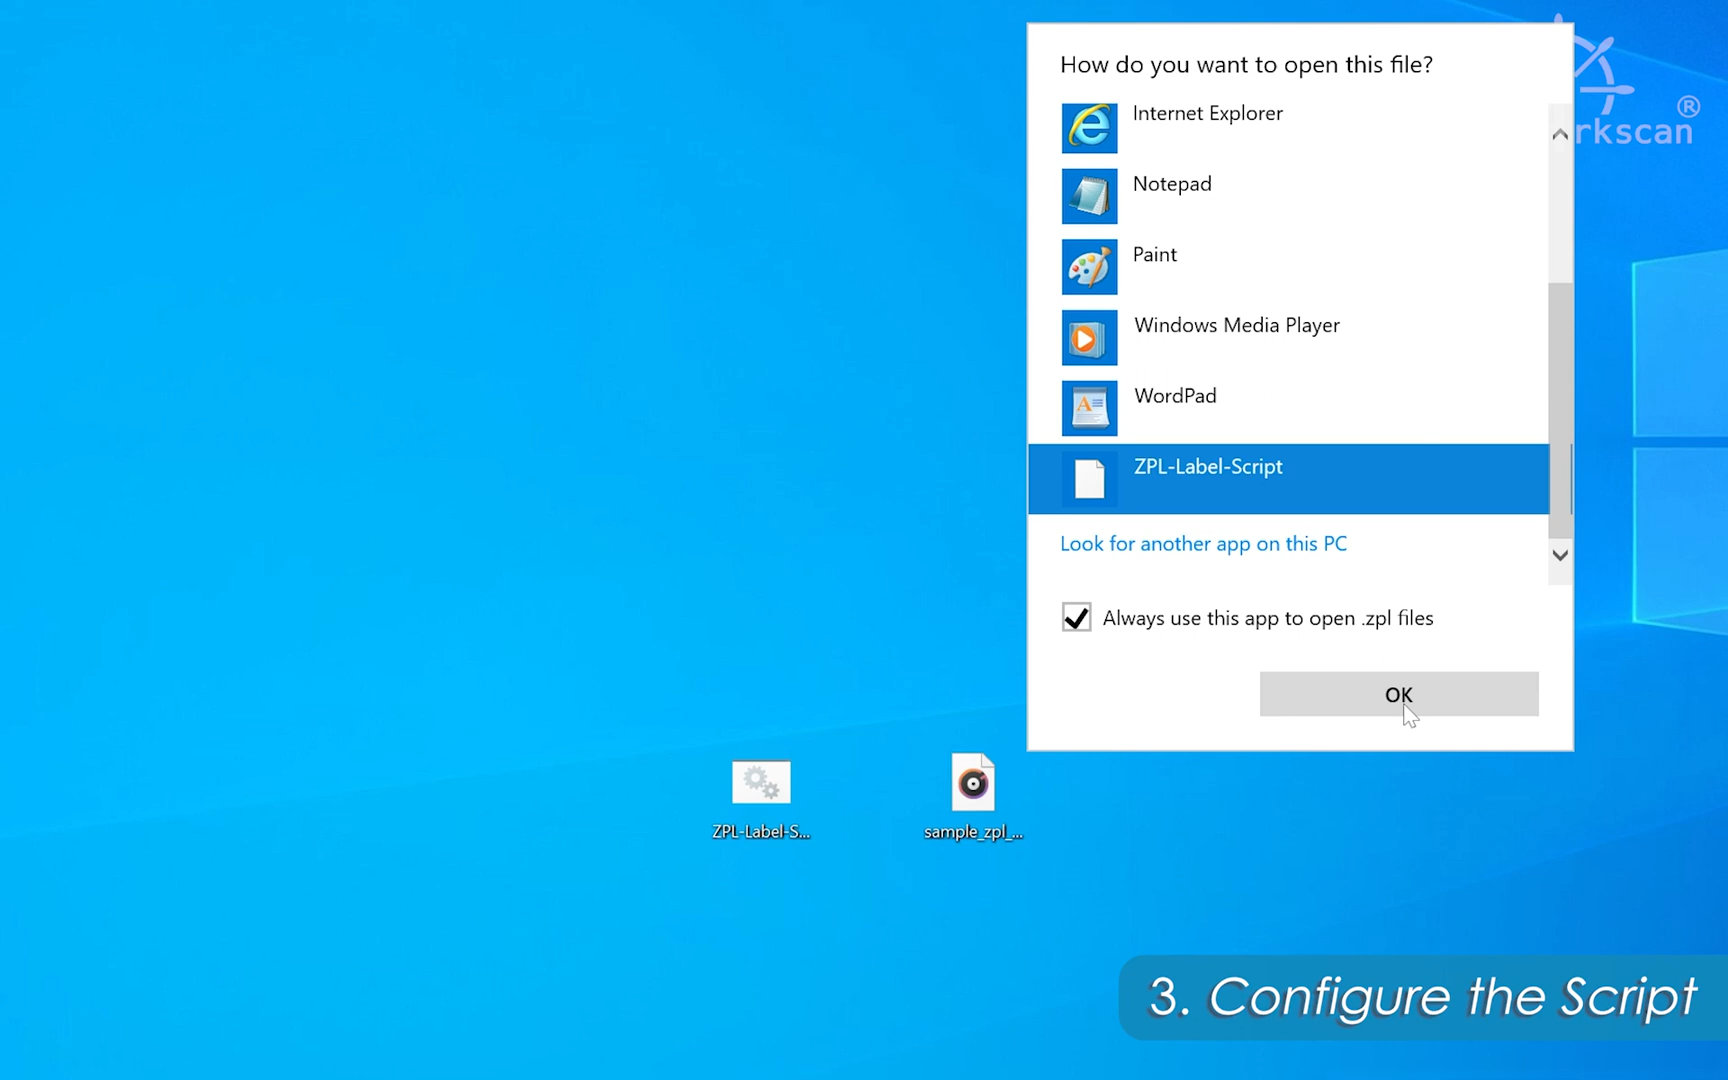 How do you want to open this file?
Internet Explorer
Notepad
Paint
Windows Media Player
WordPad
ZPL-Label-Script
Look for another app on this PC
Always use this app to open .zpl files
OK
rkscan®
ZPL-Label-S...
sample_zpl_...
3. Configure the Script